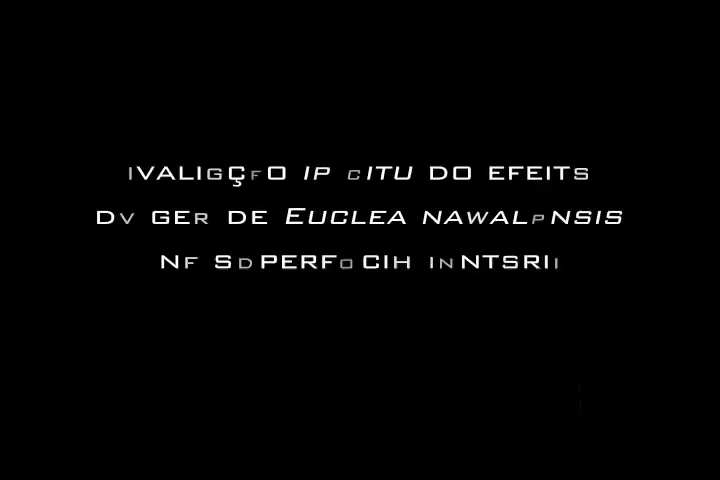 IVALIGÇFO IP CITU DO EFEITS
DV GER DE EUCLEA NAWALPNSIS
NF SDPERFOCIH INNTSRII